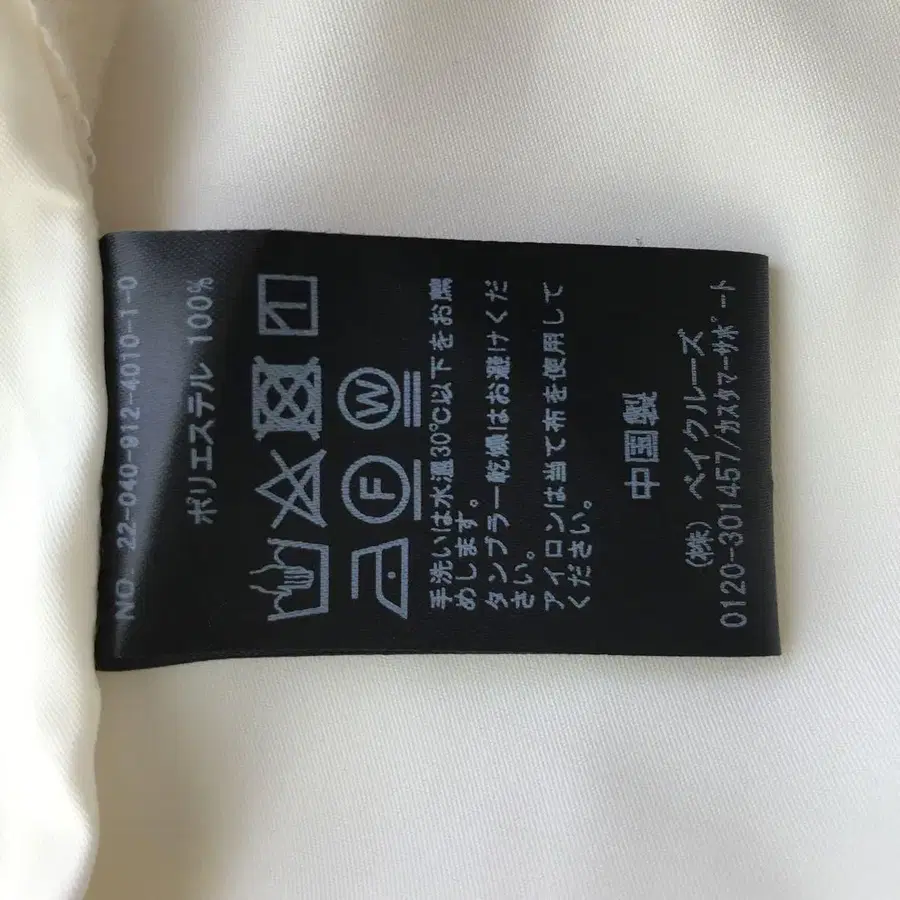 NO. 22-040-912-4010-1-0
ポリエステル 100%
W
F
手洗いは水温30℃以下をお薦
めします。
タンブラー乾燥はお避けくだ
さい。
アイロンは当て布を使用して
ください。
中国製
(株) ベイクルーズ
0120-301457/カスタマーサポート